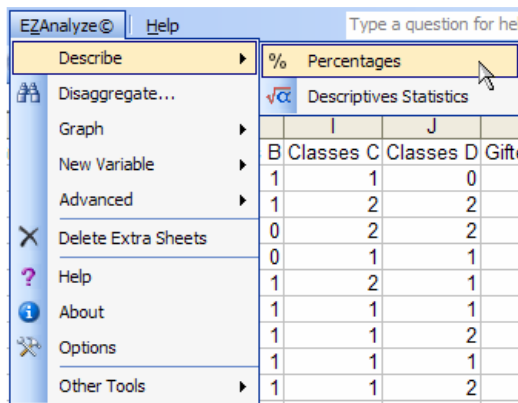 EZAnalyze© Help Type a question for he
Describe % Percentages
Disaggregate... √α Descriptives Statistics
Graph I J
New Variable B Classes C Classes D Gifte
1 1 0
Advanced 1 2 2
0 2 2
Delete Extra Sheets 0 1 1
Help 1 2 1
About 1 1 1
Options 1 1 2
1 1 1
Other Tools 1 1 2